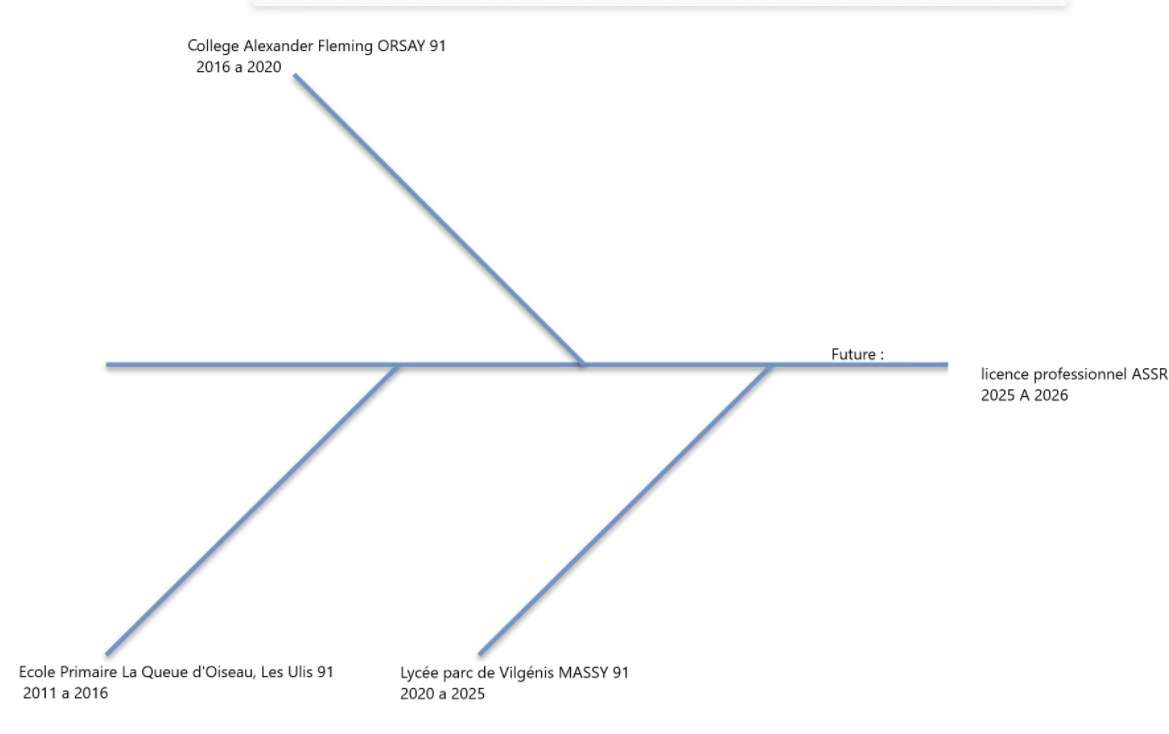 College Alexander Fleming ORSAY 91
2016 a 2020
Future :
licence professionnel ASSR
2025 A 2026
Ecole Primaire La Queue d'Oiseau, Les Ulis 91
2011 a 2016
Lycée parc de Vilgénis MASSY 91
2020 a 2025